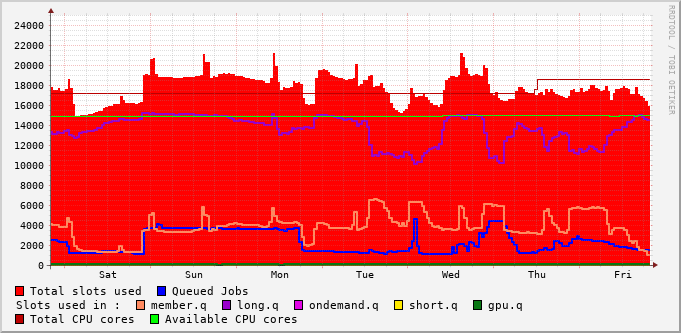 24000
22000
20000
18000
16000
14000
12000
10000
8000
6000
4000
2000
0
Sat Sun Mon Tue Wed Thu Fri
RRDTOOL / TOBI OETIKER
Total slots used Queued Jobs
Slots used in : member.q long.q ondemand.q short.q gpu.q
Total CPU cores Available CPU cores